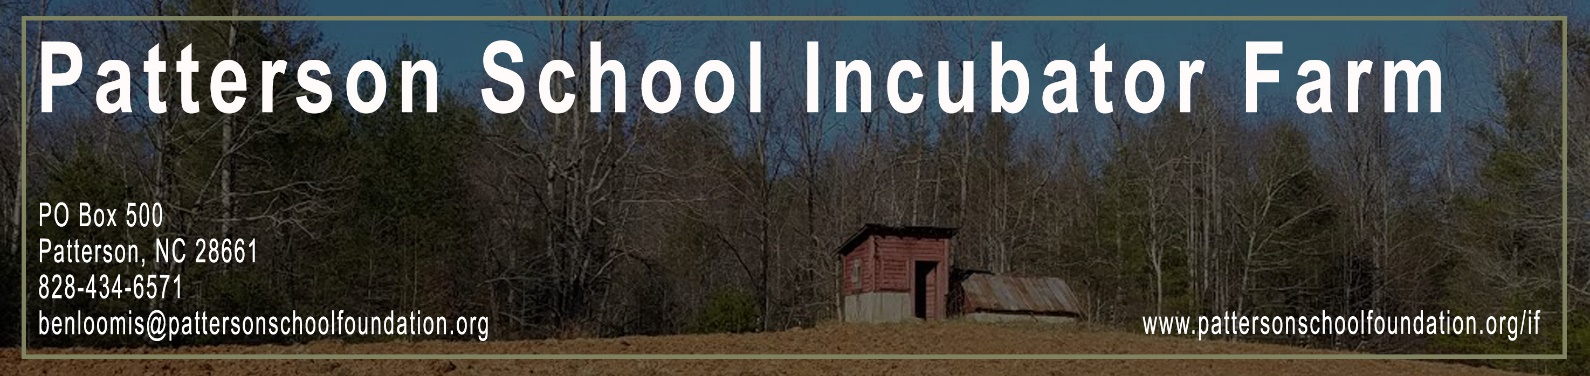 Patterson School Incubator Farm
PO Box 500
Patterson, NC 28661
828-434-6571
benloomis@pattersonschoolfoundation.org
www.pattersonschoolfoundation.org/if